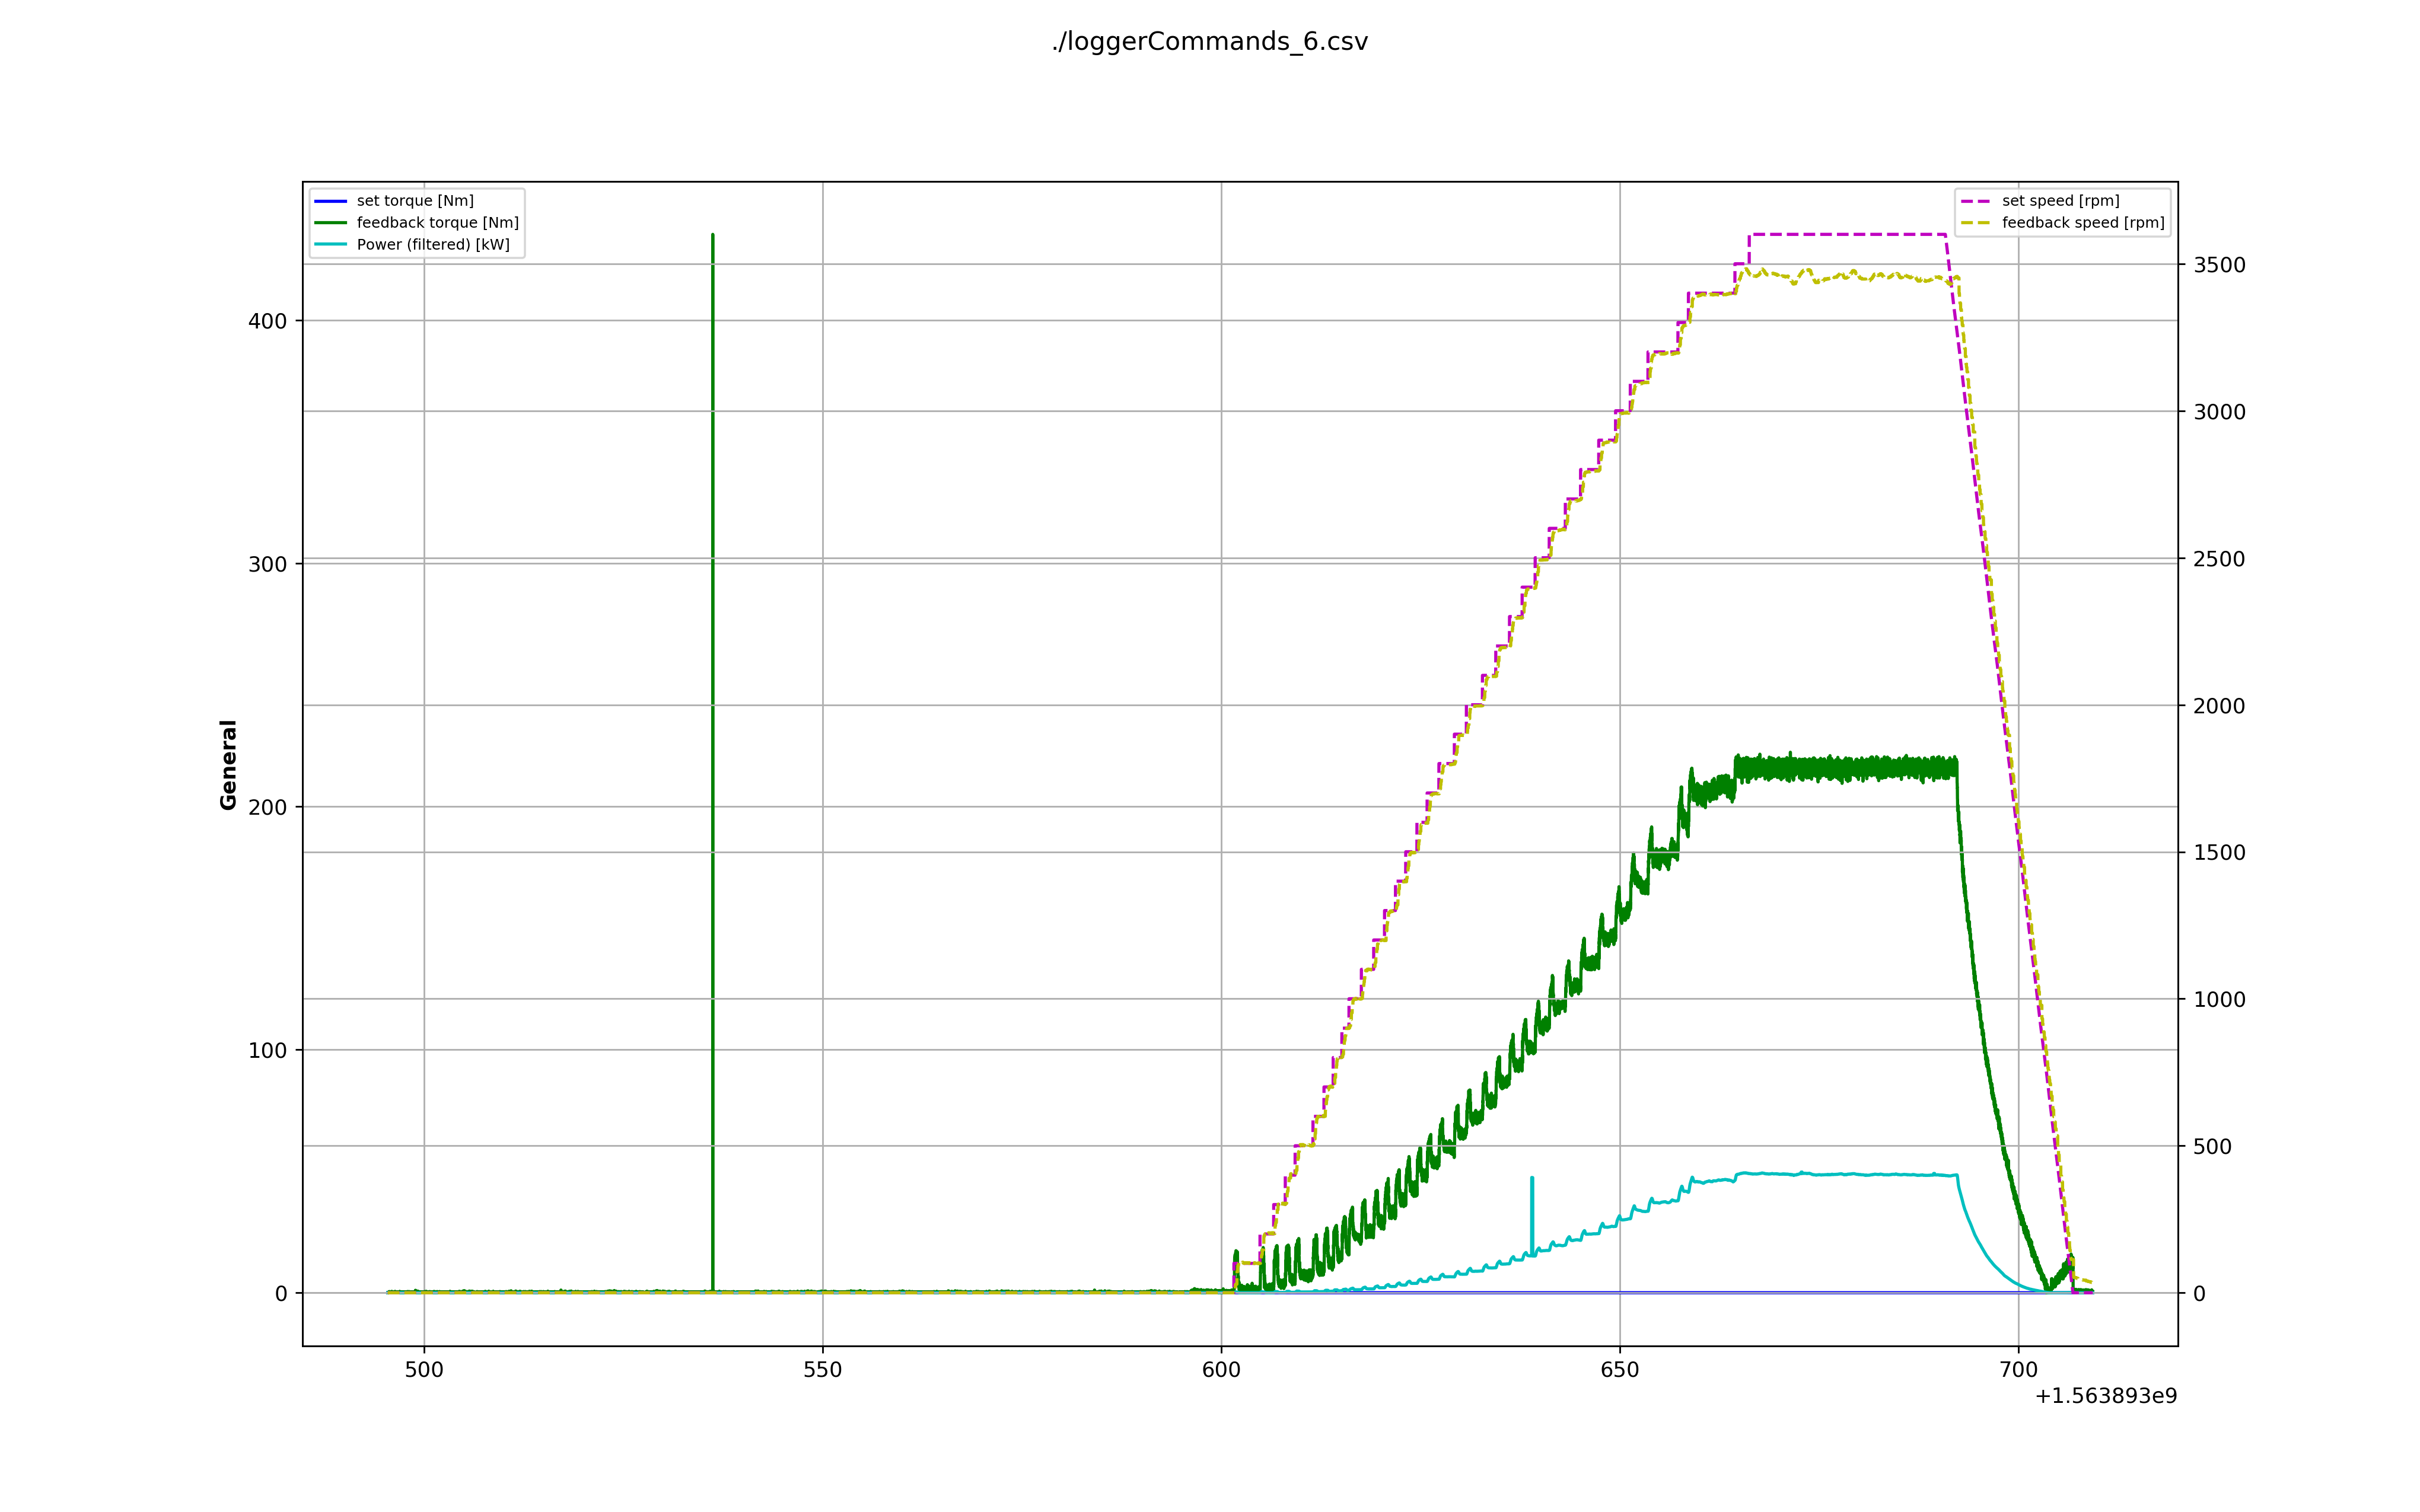 ./loggerCommands_6.csv
set torque [Nm]
feedback torque [Nm]
Power (filtered) [kW]
set speed [rpm]
feedback speed [rpm]
General
400
300
200
100
0
3500
3000
2500
2000
1500
1000
500
0
500 550 600 650 700
+1.563893e9